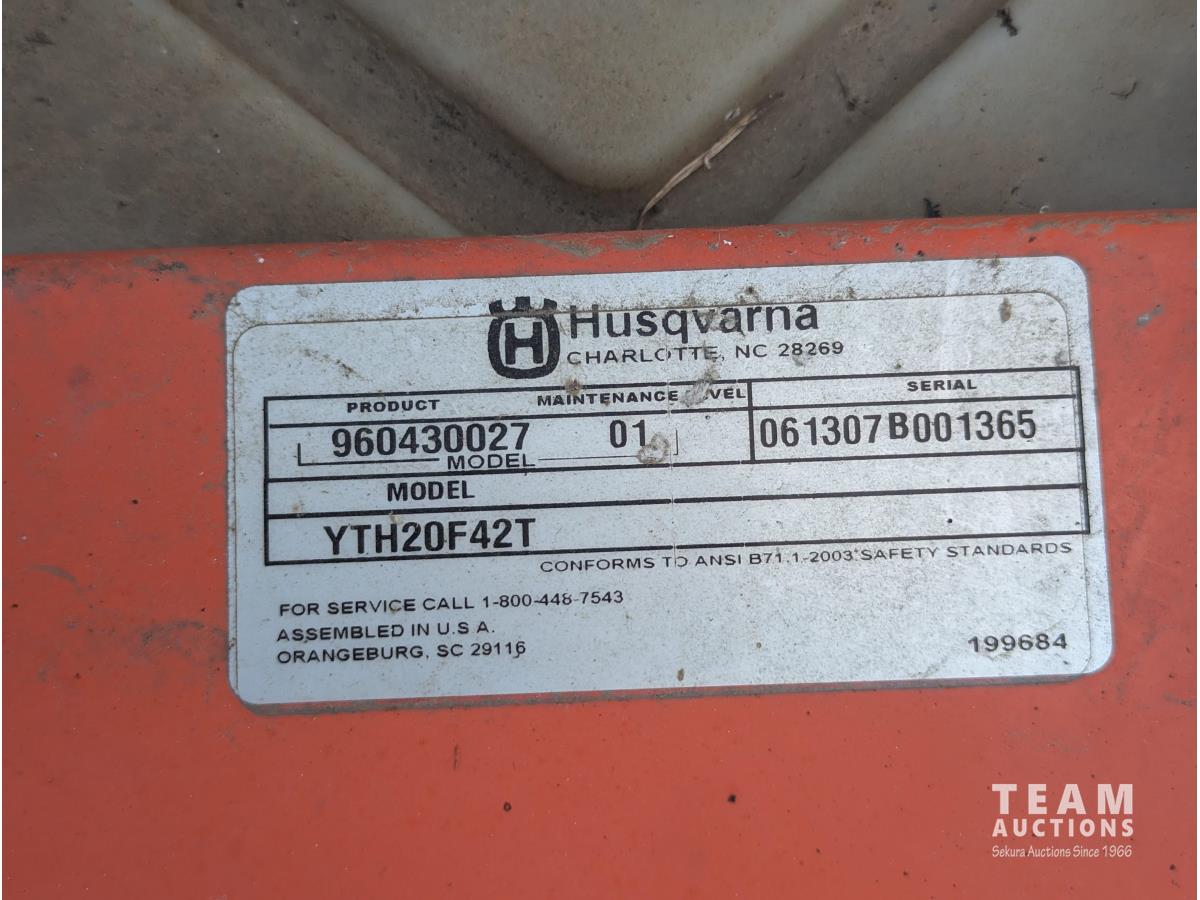 Husqvarna
CHARLOTTE, NC 28269
PRODUCT MAINTENANCE LEVEL SERIAL
960430027 01 061307B001365
MODEL
MODEL
YTH20F42T
CONFORMS TO ANSI B71.1-2003 SAFETY STANDARDS
FOR SERVICE CALL 1-800-448-7543
ASSEMBLED IN U.S.A.
ORANGEBURG, SC 29116
199684
TEAM
AUCTIONS
Sekura Auctions Since 1966